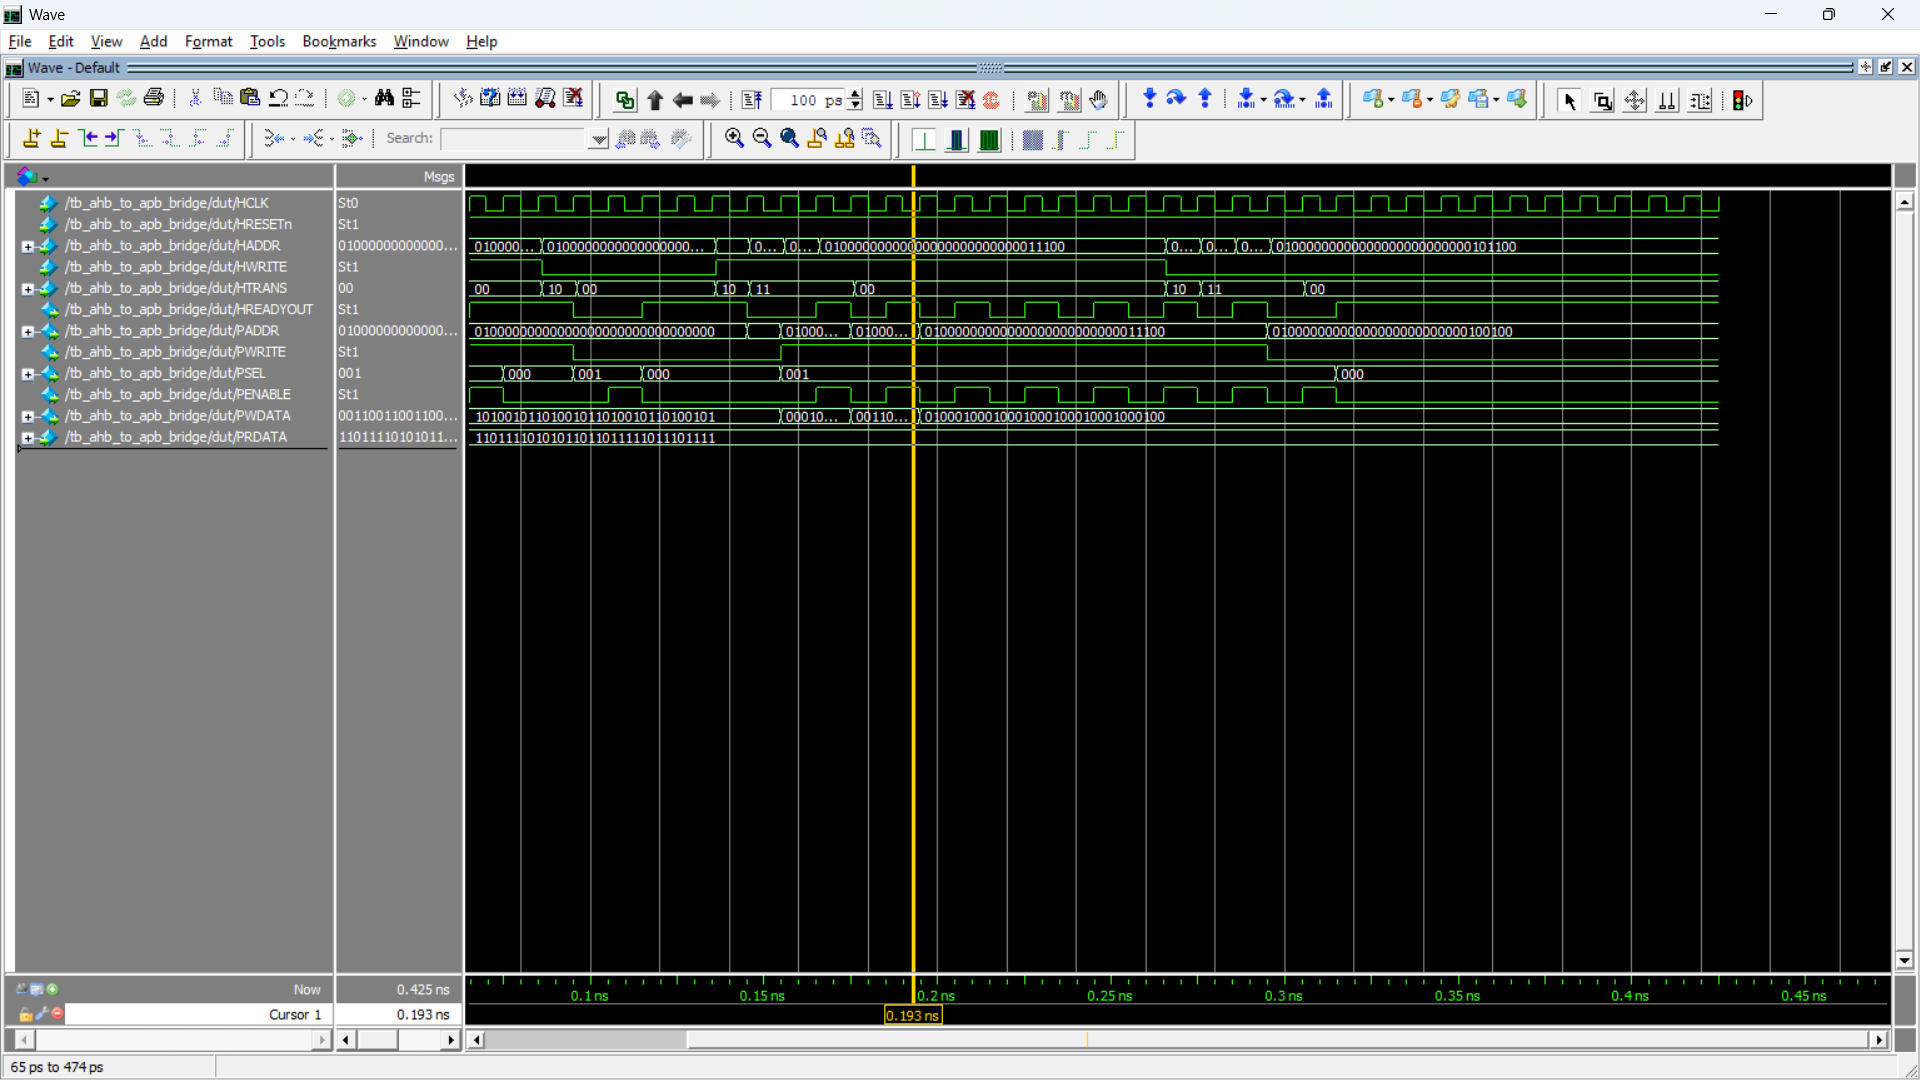 Wave
File Edit View Add Format Tools Bookmarks Window Help
Wave - Default
100 ps
Search:
Msgs
/tb_ahb_to_apb_bridge/dut/HCLK St0
/tb_ahb_to_apb_bridge/dut/HRESETn St1
/tb_ahb_to_apb_bridge/dut/HADDR 01000000000000... 010000... 0100000000000000000... 0... 0... 01000000000000000000000000011100 0... 0... 0... 01000000000000000000000000101100
/tb_ahb_to_apb_bridge/dut/HWRITE St1
/tb_ahb_to_apb_bridge/dut/HTRANS 00 00 10 00 10 11 00 10 11 00
/tb_ahb_to_apb_bridge/dut/HREADYOUT St1
/tb_ahb_to_apb_bridge/dut/PADDR 01000000000000... 01000000000000000000000000000000 01000... 01000... 01000000000000000000000000011100 01000000000000000000000000100100
/tb_ahb_to_apb_bridge/dut/PWRITE St1
/tb_ahb_to_apb_bridge/dut/PSEL 001 000 001 000 001 000
/tb_ahb_to_apb_bridge/dut/PENABLE St1
/tb_ahb_to_apb_bridge/dut/PWDATA 00110011001100... 10100101101001011010010110100101 00010... 00110... 01000100010001000100010001000100
/tb_ahb_to_apb_bridge/dut/PRDATA 11011110101011... 11011110101011011011111011101111
Now 0.425 ns 0.1 ns 0.15 ns 0.2 ns 0.25 ns 0.3 ns 0.35 ns 0.4 ns 0.45 ns
Cursor 1 0.193 ns 0.193 ns
65 ps to 474 ps